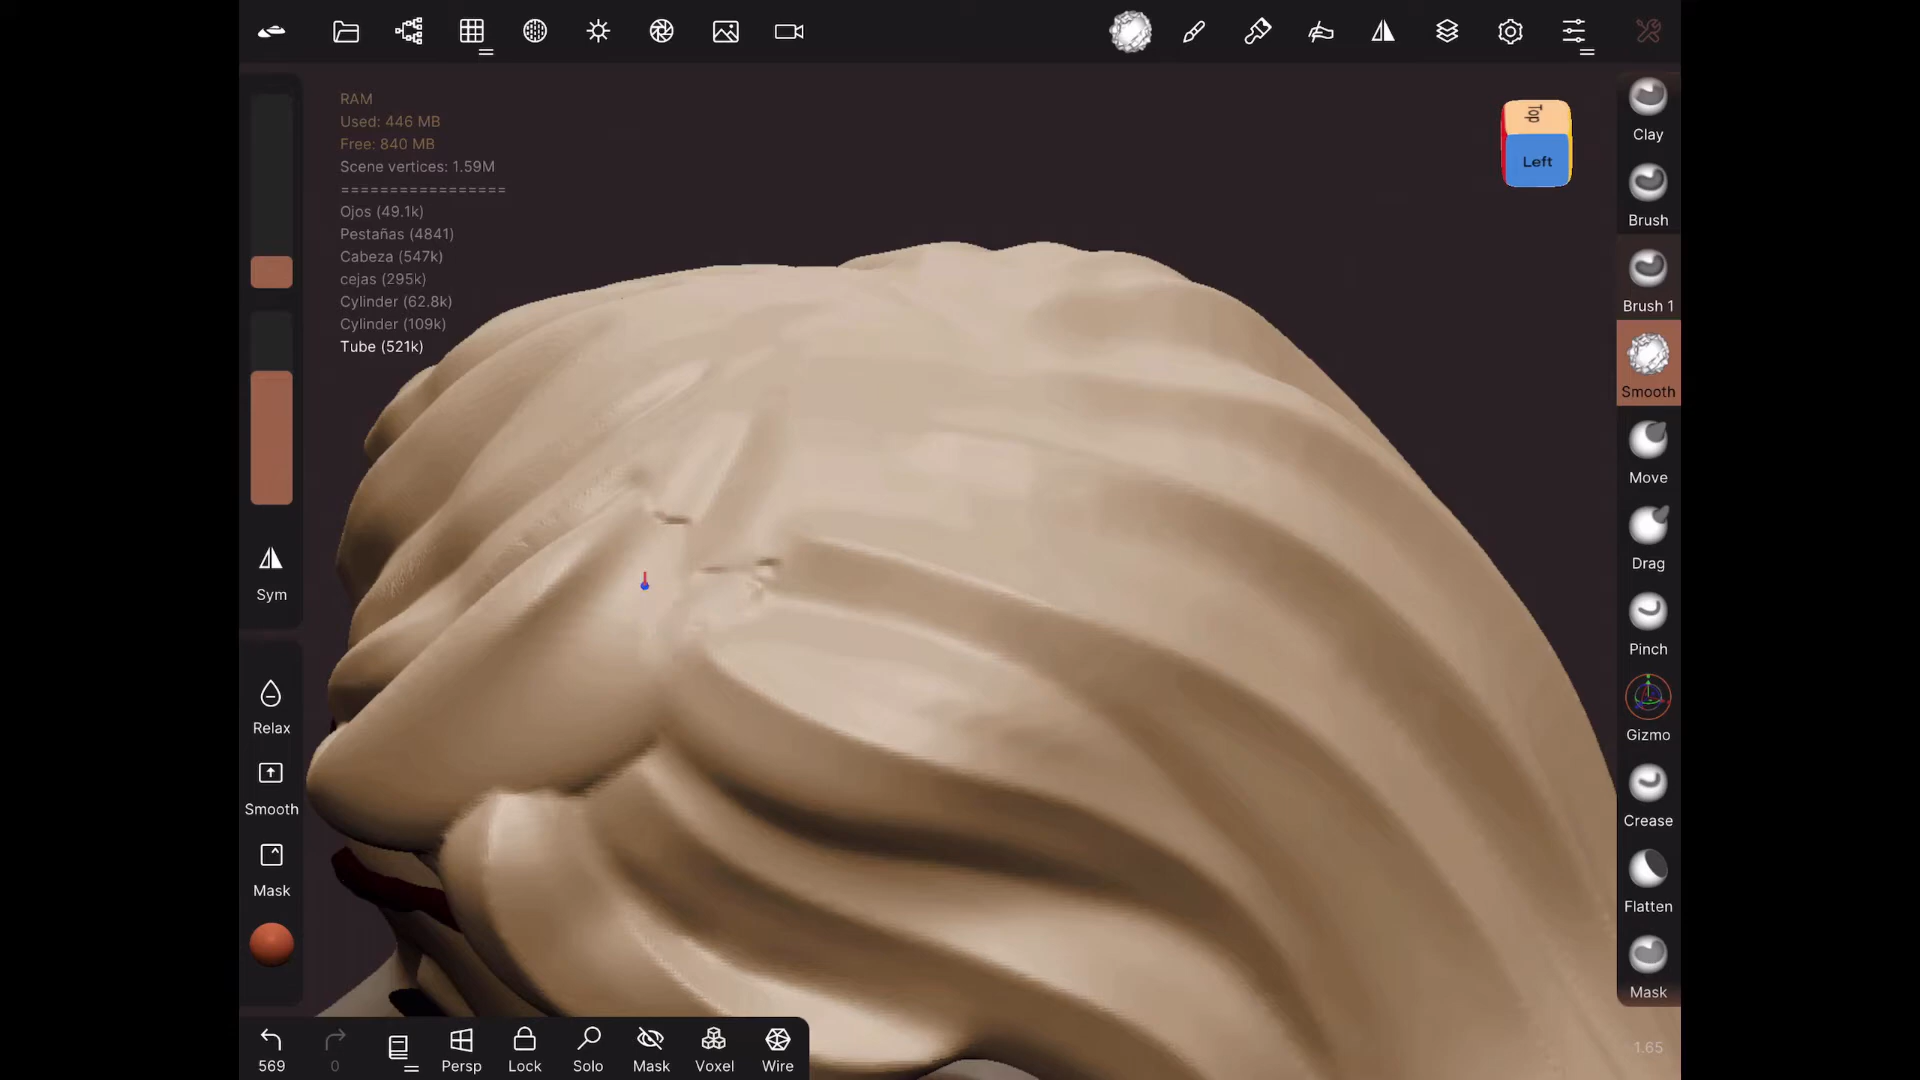 RAM
Used: 446 MB
Free: 840 MB
Scene vertices: 1.59M
=================
Ojos (49.1k)
Pestañas (4841)
Cabeza (547k)
cejas (295k)
Cylinder (62.8k)
Cylinder (109k)
Tube (521k)
Top
Left
Sym
Relax
Smooth
Mask
Clay
Brush
Brush 1
Smooth
Move
Drag
Pinch
Gizmo
Crease
Flatten
Mask
1.65
569
0
Persp
Lock
Solo
Mask
Voxel
Wire